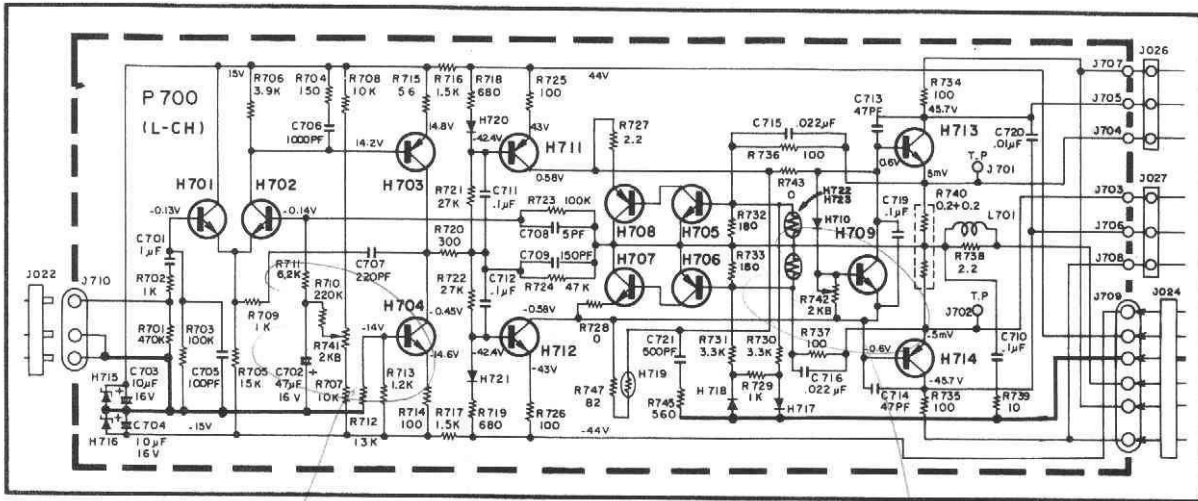 P 700
(L-CH)
15V
R706
3.9K
R704
150
R708
10K
R715
56
R716
1.5K
R718
680
R725
100
44V
C706
1000PF
14.8V
14.2V
H703
H720
-42.4V
43V
H711
0.58V
R727
2.2
C715
.022µF
R736
100
C713
47PF
R734
100
45.7V
H713
0.6V
5mV
C720
.01µF
T.P
J701
H701
H702
-0.13V
-0.14V
R721
27K
C711
.1µF
R723
100K
C708
5PF
H708
H705
R732
180
R743
0
H722
H723
H710
H709
C719
.1µF
R740
0.2+0.2
L701
R738
2.2
C701
1µF
R702
1K
R711
6.2K
C707
220PF
R720
300
R722
27K
C712
.1µF
C709
150PF
R724
47K
H707
H706
R733
180
R742
2KB
R701
470K
R703
100K
R709
1K
R710
220K
R741
2KB
H704
-14V
-14.6V
-0.45V
-42.4V
-0.58V
H712
-43V
R728
0
C721
500PF
R731
3.3K
R730
3.3K
R737
100
C716
.022µF
-0.6V
-5mV
T.P
J702
H714
C710
.1µF
H715
C703
10µF
16V
C705
100PF
R705
15K
C702
47µF
16V
R707
10K
R713
1.2K
H721
R747
82
H719
R745
560
H718
R729
1K
H717
C714
47PF
-45.7V
R735
100
R739
10
H716
C704
10µF
16V
-15V
R712
13K
R714
100
R717
1.5K
R719
680
R726
100
-44V
J022
J710
J026
J707
J705
J704
J027
J703
J706
J708
J709
J024